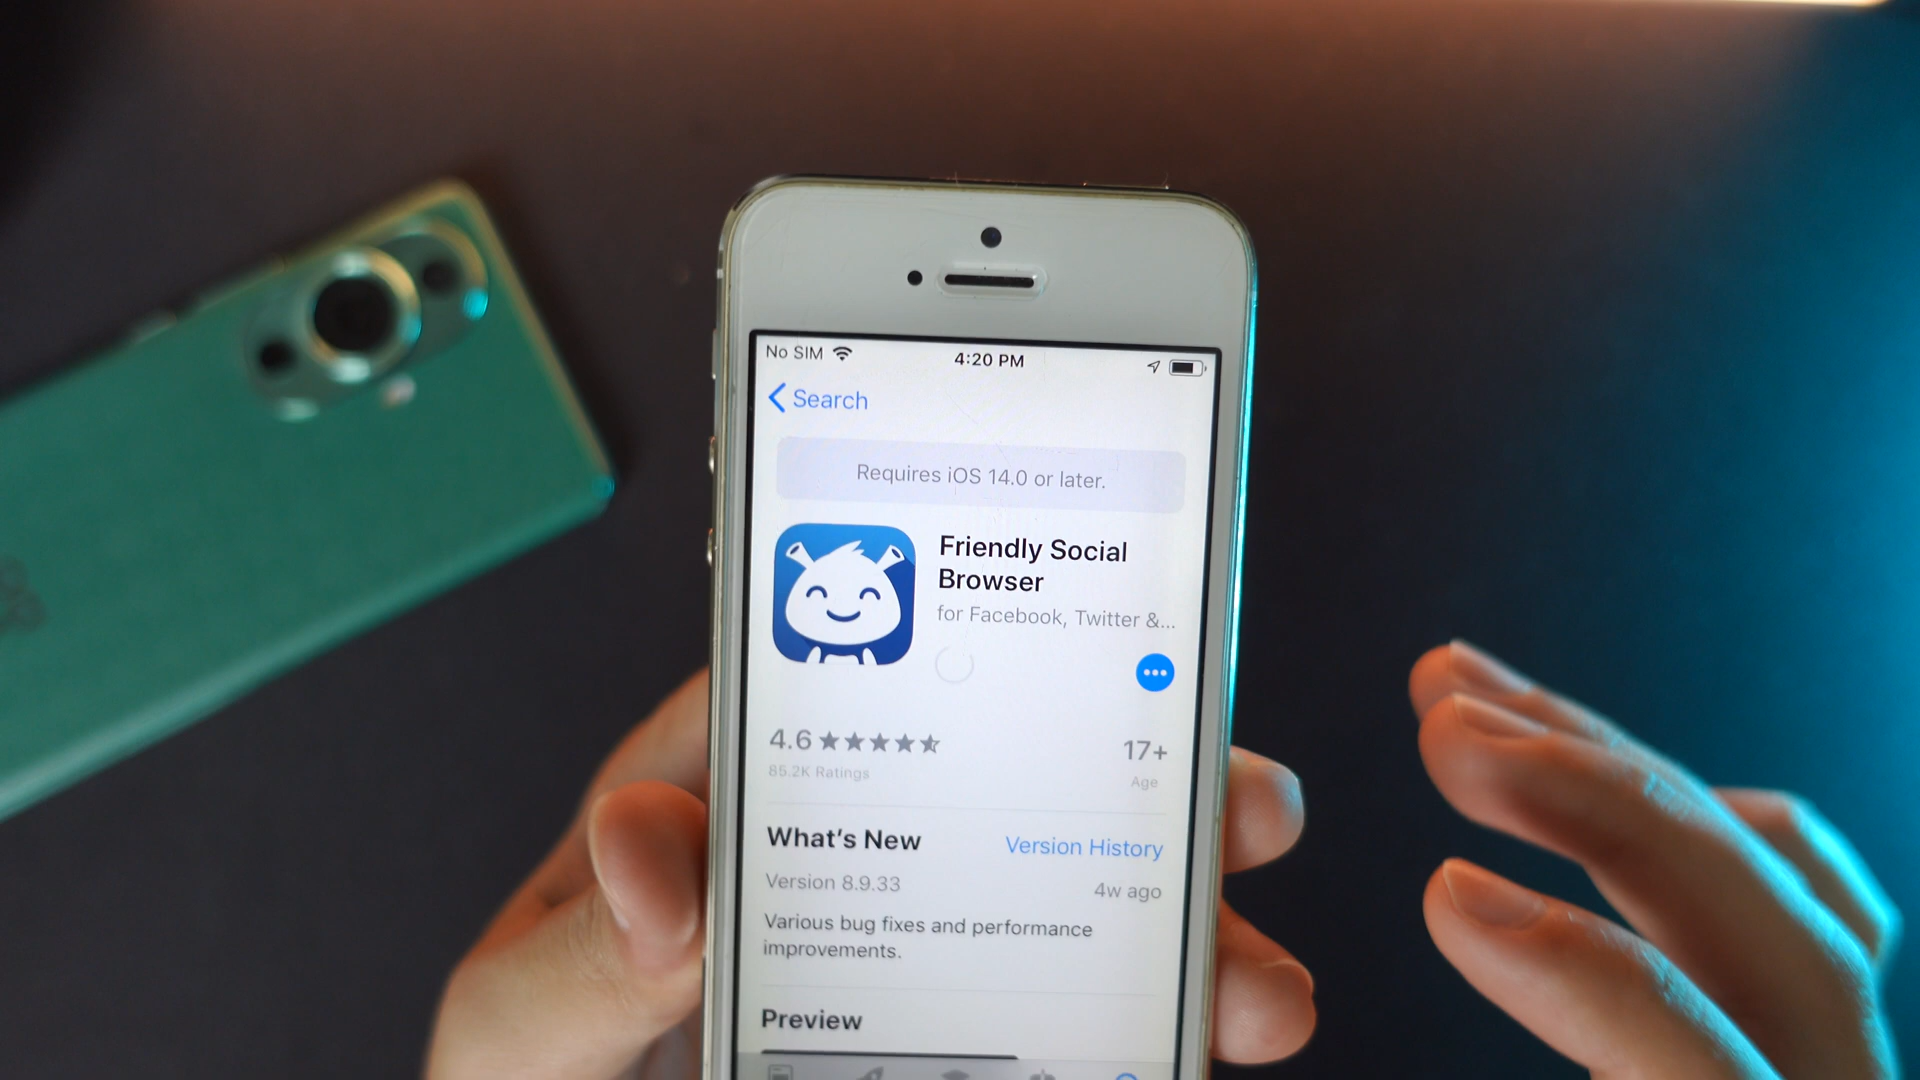 No SIM
4:20 PM
Search
Requires iOS 14.0 or later.
Friendly Social
Browser
for Facebook, Twitter &...
4.6
17+
85.2K Ratings
Age
What's New
Version History
Version 8.9.33
4w ago
Various bug fixes and performance
improvements.
Preview